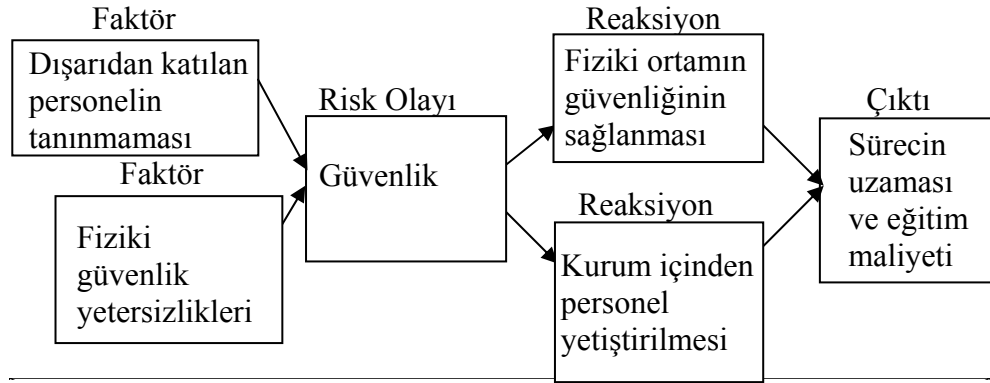 Faktör
Dışarıdan katılan
personelin
tanınmaması
Faktör
Fiziki
güvenlik
yetersizlikleri
Risk Olayı
Güvenlik
Reaksiyon
Fiziki ortamın
güvenliğinin
sağlanması
Reaksiyon
Kurum içinden
personel
yetiştirilmesi
Çıktı
Sürecin
uzaması
ve eğitim
maliyeti